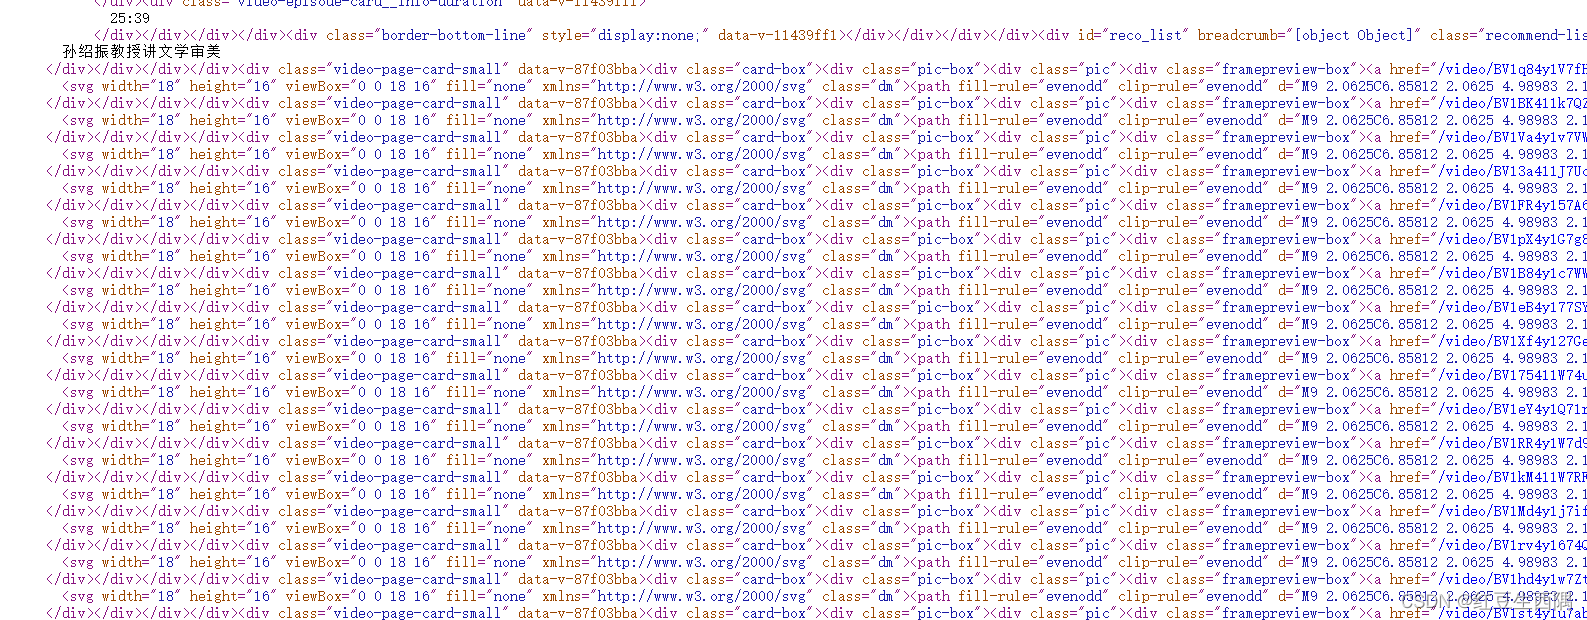 </div><div class="video-episode-card__info-duration" data-v-11439ff1>
25:39
</div></div></div></div><div class="border-bottom-line" style="display:none;" data-v-11439ff1></div></div></div></div></div><div id="reco_list" breadcrumb="[object Object]" class="recommend-lis
孙绍振教授讲文学审美
</div></div></div></div><div class="video-page-card-small" data-v-87f03bba><div class="card-box"><div class="pic-box"><div class="pic"><div class="framepreview-box"><a href="/video/BV1q84y1V7fH
<svg width="18" height="16" viewBox="0 0 18 16" fill="none" xmlns="http://www.w3.org/2000/svg" class="dm"><path fill-rule="evenodd" clip-rule="evenodd" d="M9 2.0625C6.85812 2.0625 4.98983 2.1
</div></div></div></div><div class="video-page-card-small" data-v-87f03bba><div class="card-box"><div class="pic-box"><div class="pic"><div class="framepreview-box"><a href="/video/BV1BK411k7QZ
<svg width="18" height="16" viewBox="0 0 18 16" fill="none" xmlns="http://www.w3.org/2000/svg" class="dm"><path fill-rule="evenodd" clip-rule="evenodd" d="M9 2.0625C6.85812 2.0625 4.98983 2.1
</div></div></div></div><div class="video-page-card-small" data-v-87f03bba><div class="card-box"><div class="pic-box"><div class="pic"><div class="framepreview-box"><a href="/video/BV1Va4y1v7VW
<svg width="18" height="16" viewBox="0 0 18 16" fill="none" xmlns="http://www.w3.org/2000/svg" class="dm"><path fill-rule="evenodd" clip-rule="evenodd" d="M9 2.0625C6.85812 2.0625 4.98983 2.1
</div></div></div></div><div class="video-page-card-small" data-v-87f03bba><div class="card-box"><div class="pic-box"><div class="pic"><div class="framepreview-box"><a href="/video/BV13a411J7Uc
<svg width="18" height="16" viewBox="0 0 18 16" fill="none" xmlns="http://www.w3.org/2000/svg" class="dm"><path fill-rule="evenodd" clip-rule="evenodd" d="M9 2.0625C6.85812 2.0625 4.98983 2.1
</div></div></div></div><div class="video-page-card-small" data-v-87f03bba><div class="card-box"><div class="pic-box"><div class="pic"><div class="framepreview-box"><a href="/video/BV1FR4y157A6
<svg width="18" height="16" viewBox="0 0 18 16" fill="none" xmlns="http://www.w3.org/2000/svg" class="dm"><path fill-rule="evenodd" clip-rule="evenodd" d="M9 2.0625C6.85812 2.0625 4.98983 2.1
</div></div></div></div><div class="video-page-card-small" data-v-87f03bba><div class="card-box"><div class="pic-box"><div class="pic"><div class="framepreview-box"><a href="/video/BV1pX4y1G7g8
<svg width="18" height="16" viewBox="0 0 18 16" fill="none" xmlns="http://www.w3.org/2000/svg" class="dm"><path fill-rule="evenodd" clip-rule="evenodd" d="M9 2.0625C6.85812 2.0625 4.98983 2.1
</div></div></div></div><div class="video-page-card-small" data-v-87f03bba><div class="card-box"><div class="pic-box"><div class="pic"><div class="framepreview-box"><a href="/video/BV1B84y1c7WW
<svg width="18" height="16" viewBox="0 0 18 16" fill="none" xmlns="http://www.w3.org/2000/svg" class="dm"><path fill-rule="evenodd" clip-rule="evenodd" d="M9 2.0625C6.85812 2.0625 4.98983 2.1
</div></div></div></div><div class="video-page-card-small" data-v-87f03bba><div class="card-box"><div class="pic-box"><div class="pic"><div class="framepreview-box"><a href="/video/BV1eB4y177SY
<svg width="18" height="16" viewBox="0 0 18 16" fill="none" xmlns="http://www.w3.org/2000/svg" class="dm"><path fill-rule="evenodd" clip-rule="evenodd" d="M9 2.0625C6.85812 2.0625 4.98983 2.1
</div></div></div></div><div class="video-page-card-small" data-v-87f03bba><div class="card-box"><div class="pic-box"><div class="pic"><div class="framepreview-box"><a href="/video/BV1Xf4y127Ge
<svg width="18" height="16" viewBox="0 0 18 16" fill="none" xmlns="http://www.w3.org/2000/svg" class="dm"><path fill-rule="evenodd" clip-rule="evenodd" d="M9 2.0625C6.85812 2.0625 4.98983 2.1
</div></div></div></div><div class="video-page-card-small" data-v-87f03bba><div class="card-box"><div class="pic-box"><div class="pic"><div class="framepreview-box"><a href="/video/BV175411W74u
<svg width="18" height="16" viewBox="0 0 18 16" fill="none" xmlns="http://www.w3.org/2000/svg" class="dm"><path fill-rule="evenodd" clip-rule="evenodd" d="M9 2.0625C6.85812 2.0625 4.98983 2.1
</div></div></div></div><div class="video-page-card-small" data-v-87f03bba><div class="card-box"><div class="pic-box"><div class="pic"><div class="framepreview-box"><a href="/video/BV1eV4y1Q71r
<svg width="18" height="16" viewBox="0 0 18 16" fill="none" xmlns="http://www.w3.org/2000/svg" class="dm"><path fill-rule="evenodd" clip-rule="evenodd" d="M9 2.0625C6.85812 2.0625 4.98983 2.1
</div></div></div></div><div class="video-page-card-small" data-v-87f03bba><div class="card-box"><div class="pic-box"><div class="pic"><div class="framepreview-box"><a href="/video/BV1RR4y1W7d9
<svg width="18" height="16" viewBox="0 0 18 16" fill="none" xmlns="http://www.w3.org/2000/svg" class="dm"><path fill-rule="evenodd" clip-rule="evenodd" d="M9 2.0625C6.85812 2.0625 4.98983 2.1
</div></div></div></div><div class="video-page-card-small" data-v-87f03bba><div class="card-box"><div class="pic-box"><div class="pic"><div class="framepreview-box"><a href="/video/BV1kM411W7RF
<svg width="18" height="16" viewBox="0 0 18 16" fill="none" xmlns="http://www.w3.org/2000/svg" class="dm"><path fill-rule="evenodd" clip-rule="evenodd" d="M9 2.0625C6.85812 2.0625 4.98983 2.1
</div></div></div></div><div class="video-page-card-small" data-v-87f03bba><div class="card-box"><div class="pic-box"><div class="pic"><div class="framepreview-box"><a href="/video/BV1Md4y1j7if
<svg width="18" height="16" viewBox="0 0 18 16" fill="none" xmlns="http://www.w3.org/2000/svg" class="dm"><path fill-rule="evenodd" clip-rule="evenodd" d="M9 2.0625C6.85812 2.0625 4.98983 2.1
</div></div></div></div><div class="video-page-card-small" data-v-87f03bba><div class="card-box"><div class="pic-box"><div class="pic"><div class="framepreview-box"><a href="/video/BV1rv4y1674Q
<svg width="18" height="16" viewBox="0 0 18 16" fill="none" xmlns="http://www.w3.org/2000/svg" class="dm"><path fill-rule="evenodd" clip-rule="evenodd" d="M9 2.0625C6.85812 2.0625 4.98983 2.1
</div></div></div></div><div class="video-page-card-small" data-v-87f03bba><div class="card-box"><div class="pic-box"><div class="pic"><div class="framepreview-box"><a href="/video/BV1hd4y1w7Zt
<svg width="18" height="16" viewBox="0 0 18 16" fill="none" xmlns="http://www.w3.org/2000/svg" class="dm"><path fill-rule="evenodd" clip-rule="evenodd" d="M9 2.0625C6.85812 2.0625 4.98983 2.1
</div></div></div></div><div class="video-page-card-small" data-v-87f03bba><div class="card-box"><div class="pic-box"><div class="pic"><div class="framepreview-box"><a href="/video/BV1st4y1u7ab
CSDN @红豆生西隅